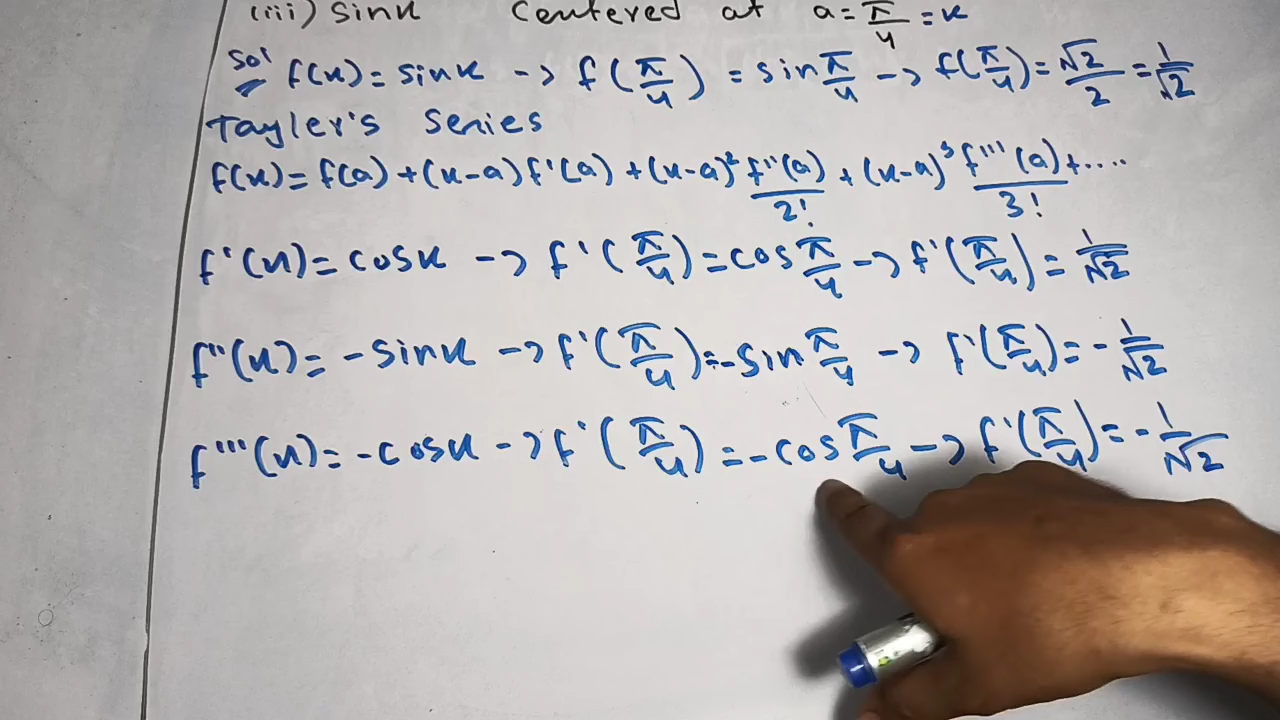 (iii) sinx centered at a = π/4 = x
Sol f(x) = sinx → f(π/4) = sin π/4 → f(π/4) = √2/2 = 1/√2
Tayler's series
f(x) = f(a) + (x-a) f'(a) + (x-a)² f''(a)/2! + (x-a)³ f'''(a)/3! + ....
f'(x) = cosx → f'(π/4) = cos π/4 → f'(π/4) = 1/√2
f''(x) = -sinx → f'(π/4) = -sin π/4 → f'(π/4) = -1/√2
f'''(x) = -cosx → f'(π/4) = -cos π/4 → f'(π/4) = -1/√2